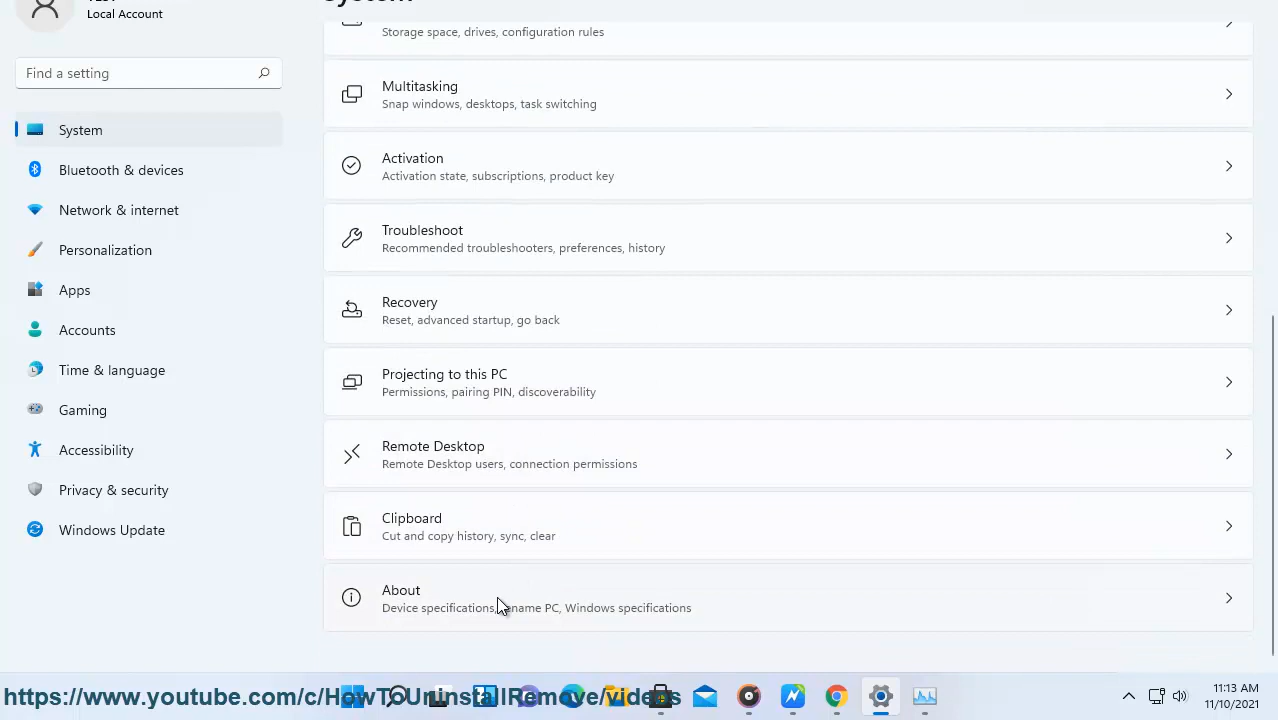 Local Account
Find a setting
System
Bluetooth & devices
Network & internet
Personalization
Apps
Accounts
Time & language
Gaming
Accessibility
Privacy & security
Windows Update
Storage space, drives, configuration rules
Multitasking
Snap windows, desktops, task switching
Activation
Activation state, subscriptions, product key
Troubleshoot
Recommended troubleshooters, preferences, history
Recovery
Reset, advanced startup, go back
Projecting to this PC
Permissions, pairing PIN, discoverability
Remote Desktop
Remote Desktop users, connection permissions
Clipboard
Cut and copy history, sync, clear
About
Device specifications, rename PC, Windows specifications
https://www.youtube.com/c/HowToUninstallRemove/videos
11:13 AM
11/10/2021